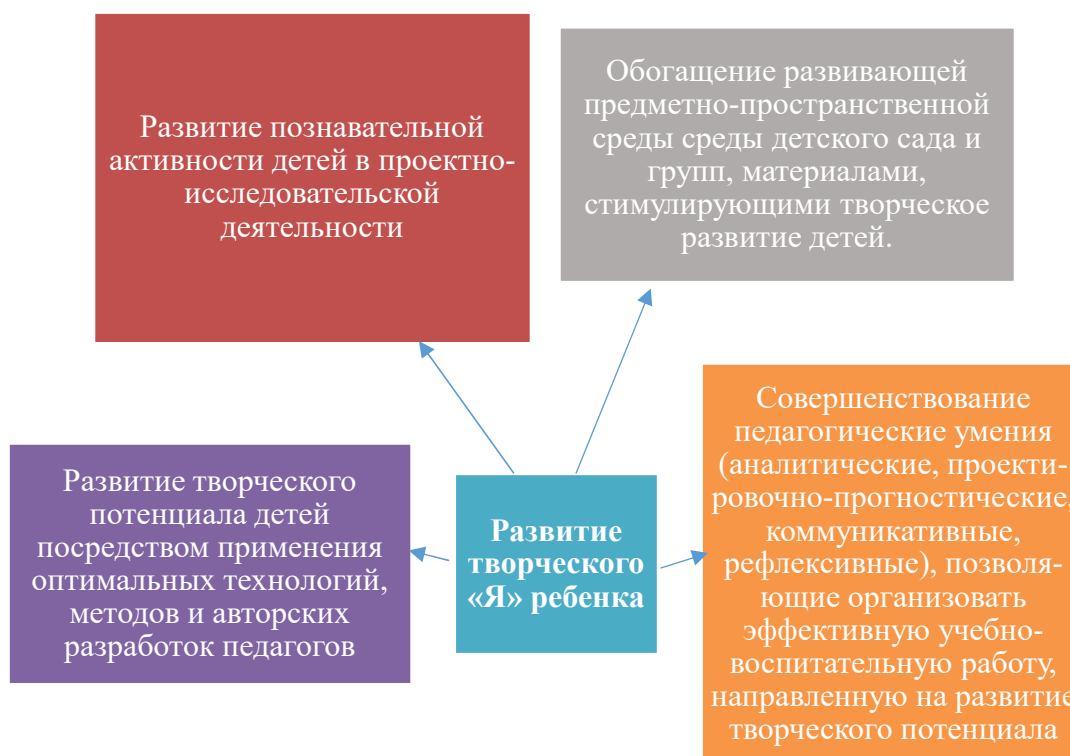 Развитие познавательной
активности детей в проектно-
исследовательской
деятельности
Обогащение развивающей
предметно-пространственной
среды среды детского сада и
групп, материалами,
стимулирующими творческое
развитие детей.
Развитие творческого
потенциала детей
посредством применения
оптимальных технологий,
методов и авторских
разработок педагогов
Развитие
творческого
«Я» ребенка
Совершенствование
педагогические умения
(аналитические, проекти-
ровочно-прогностические,
коммуникативные,
рефлексивные), позволя-
ющие организовать
эффективную учебно-
воспитательную работу,
направленную на развитие
творческого потенциала